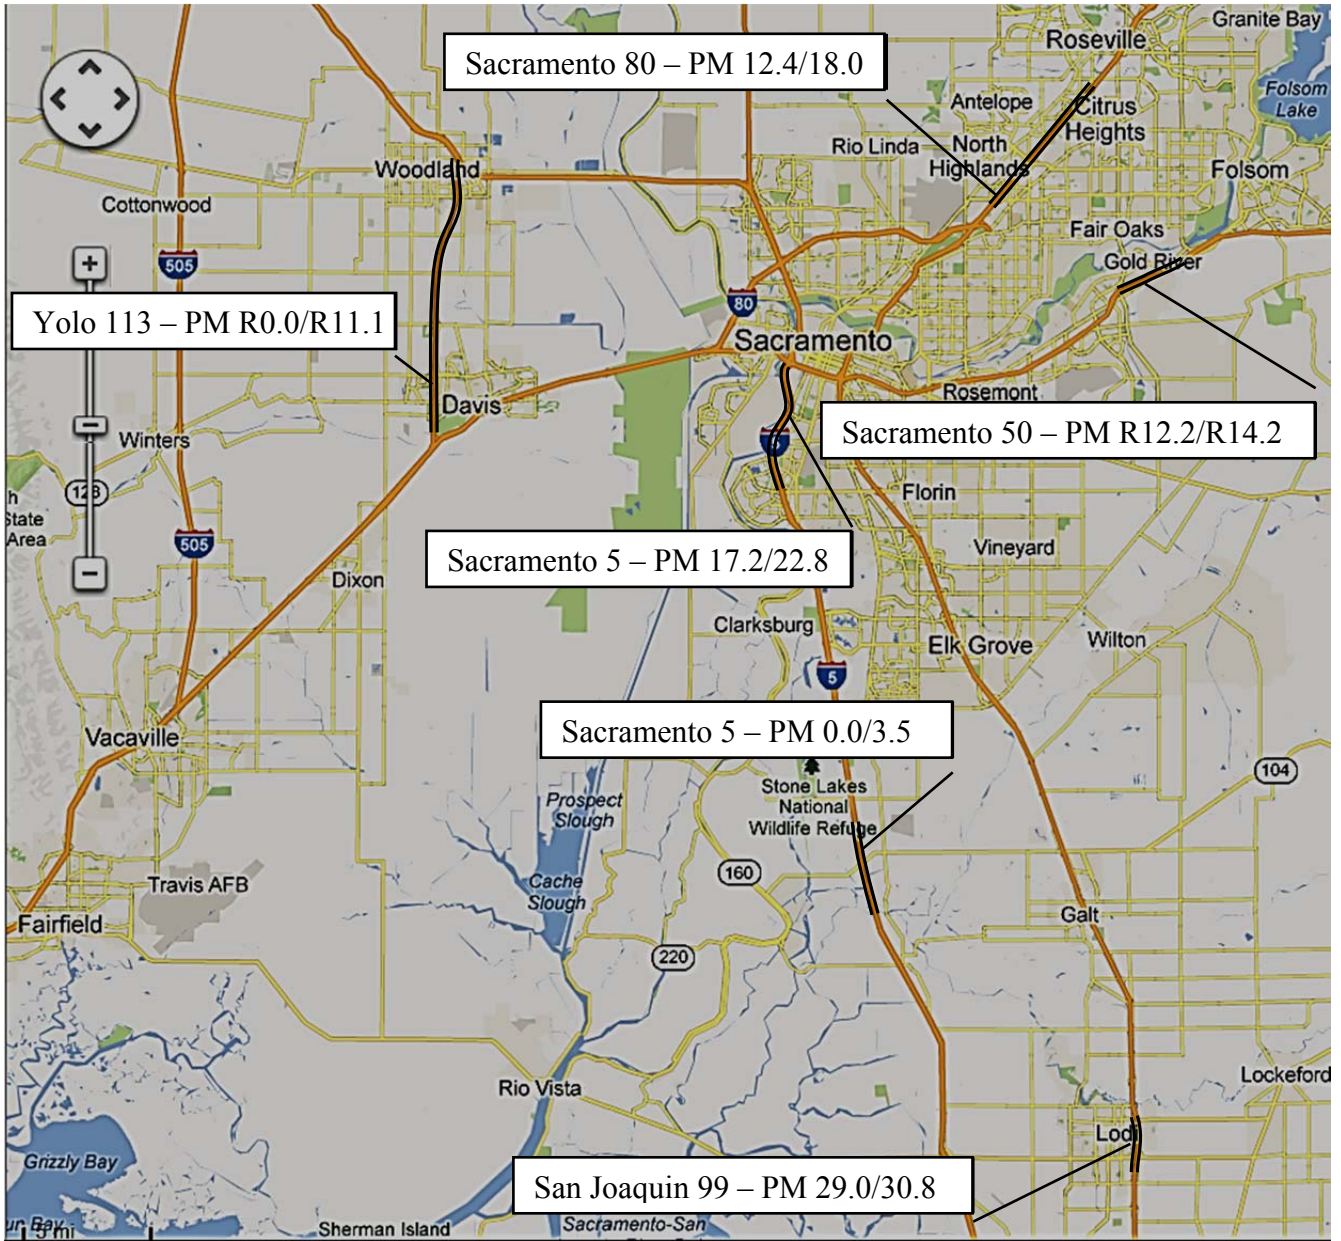 Granite Bay
Roseville
Sacramento 80 – PM 12.4/18.0
Folsom
Lake
Antelope
Citrus
Heights
Rio Linda
North
Highlands
Woodland
Folsom
Cottonwood
Fair Oaks
Gold River
505
80
Yolo 113 – PM R0.0/R11.1
Sacramento
Rosemont
Davis
Sacramento 50 – PM R12.2/R14.2
Winters
128
State
Area
Florin
505
Vineyard
Sacramento 5 – PM 17.2/22.8
Dixon
Clarksburg
Elk Grove
Wilton
5
Sacramento 5 – PM 0.0/3.5
Vacaville
104
Stone Lakes
National
Wildlife Refuge
Prospect
Slough
160
Travis AFB
Cache
Slough
Fairfield
Galt
220
Rio Vista
Lockeford
Lodi
Grizzly Bay
San Joaquin 99 – PM 29.0/30.8
Sherman Island
Sacramento-San
5 mi